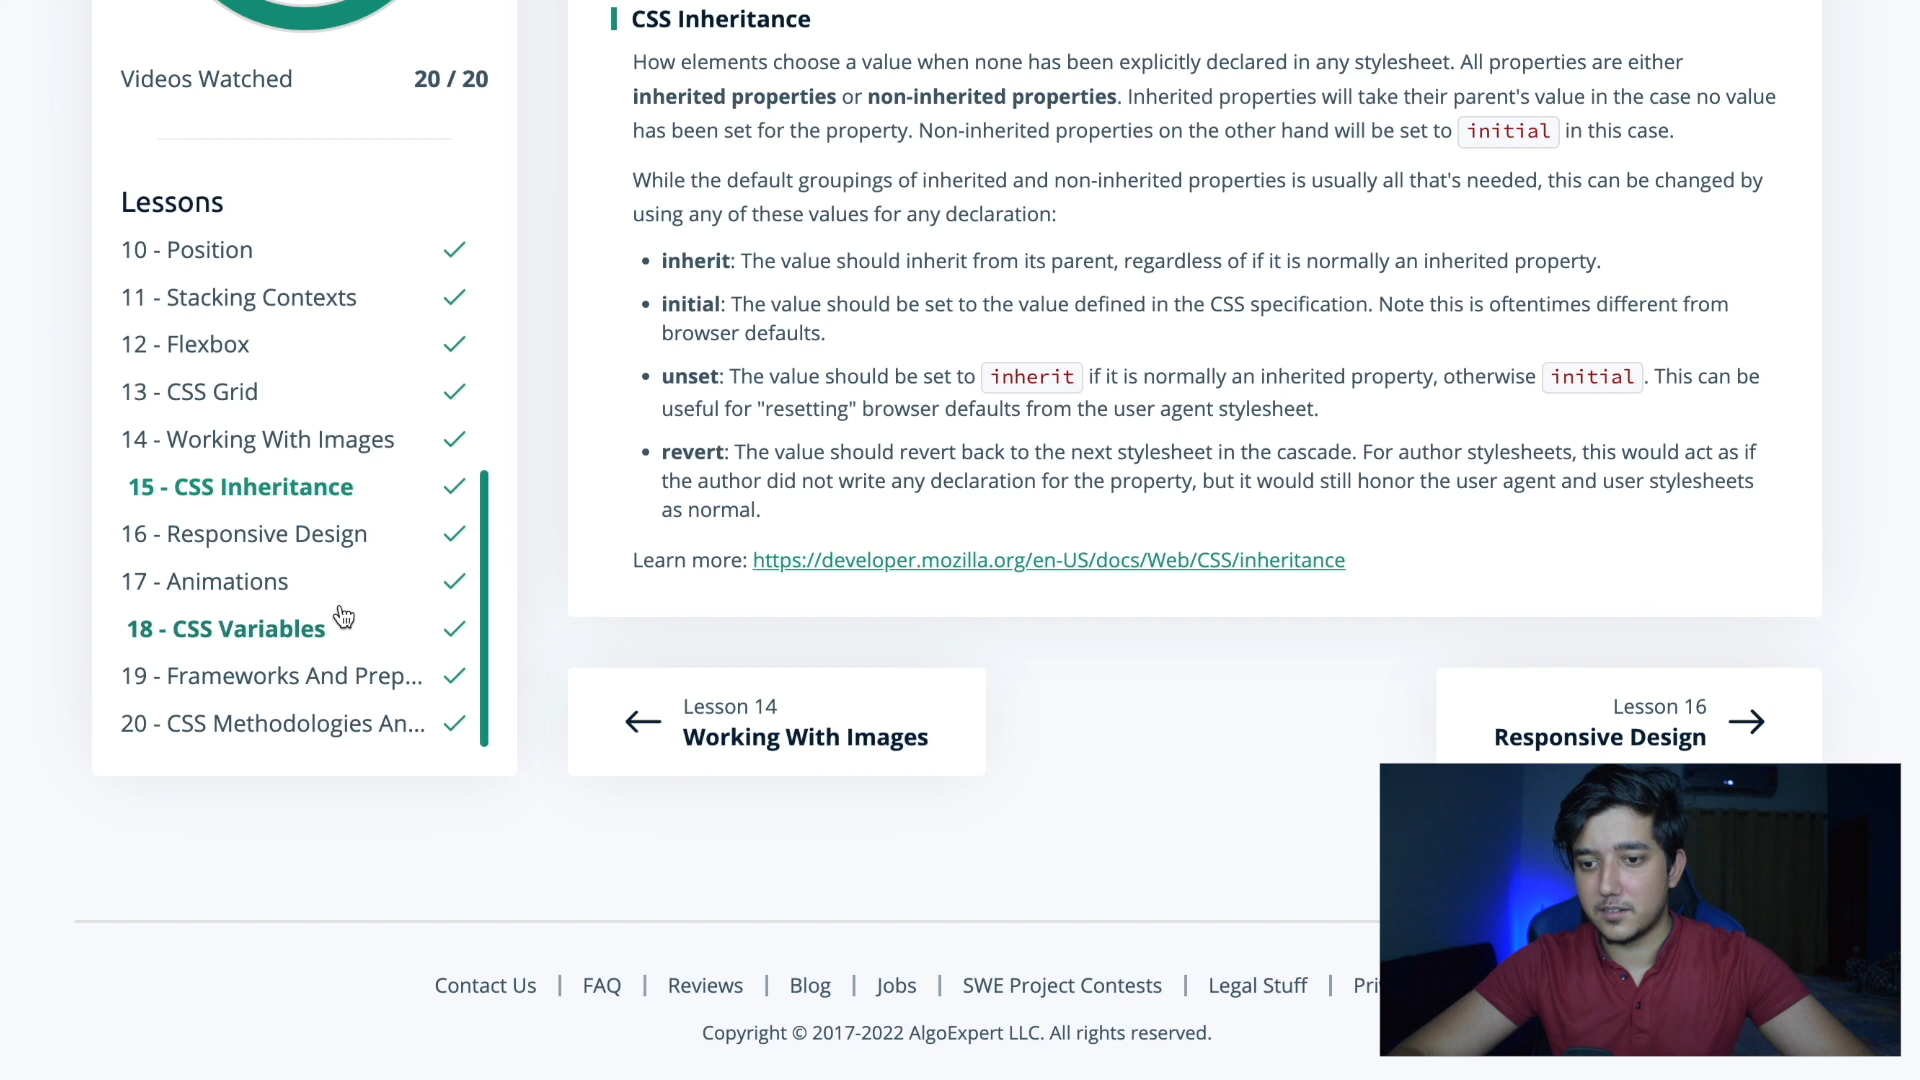 Videos Watched 20 / 20
Lessons
10 - Position
11 - Stacking Contexts
12 - Flexbox
13 - CSS Grid
14 - Working With Images
15 - CSS Inheritance
16 - Responsive Design
17 - Animations
18 - CSS Variables
19 - Frameworks And Prep...
20 - CSS Methodologies An...
CSS Inheritance
How elements choose a value when none has been explicitly declared in any stylesheet. All properties are either
inherited properties or non-inherited properties. Inherited properties will take their parent's value in the case no value
has been set for the property. Non-inherited properties on the other hand will be set to initial in this case.
While the default groupings of inherited and non-inherited properties is usually all that's needed, this can be changed by
using any of these values for any declaration:
• inherit: The value should inherit from its parent, regardless of if it is normally an inherited property.
• initial: The value should be set to the value defined in the CSS specification. Note this is oftentimes different from
browser defaults.
• unset: The value should be set to inherit if it is normally an inherited property, otherwise initial. This can be
useful for "resetting" browser defaults from the user agent stylesheet.
• revert: The value should revert back to the next stylesheet in the cascade. For author stylesheets, this would act as if
the author did not write any declaration for the property, but it would still honor the user agent and user stylesheets
as normal.
Learn more: https://developer.mozilla.org/en-US/docs/Web/CSS/inheritance
Lesson 14
Working With Images
Lesson 16
Responsive Design
Contact Us | FAQ | Reviews | Blog | Jobs | SWE Project Contests | Legal Stuff | Pri
Copyright © 2017-2022 AlgoExpert LLC. All rights reserved.